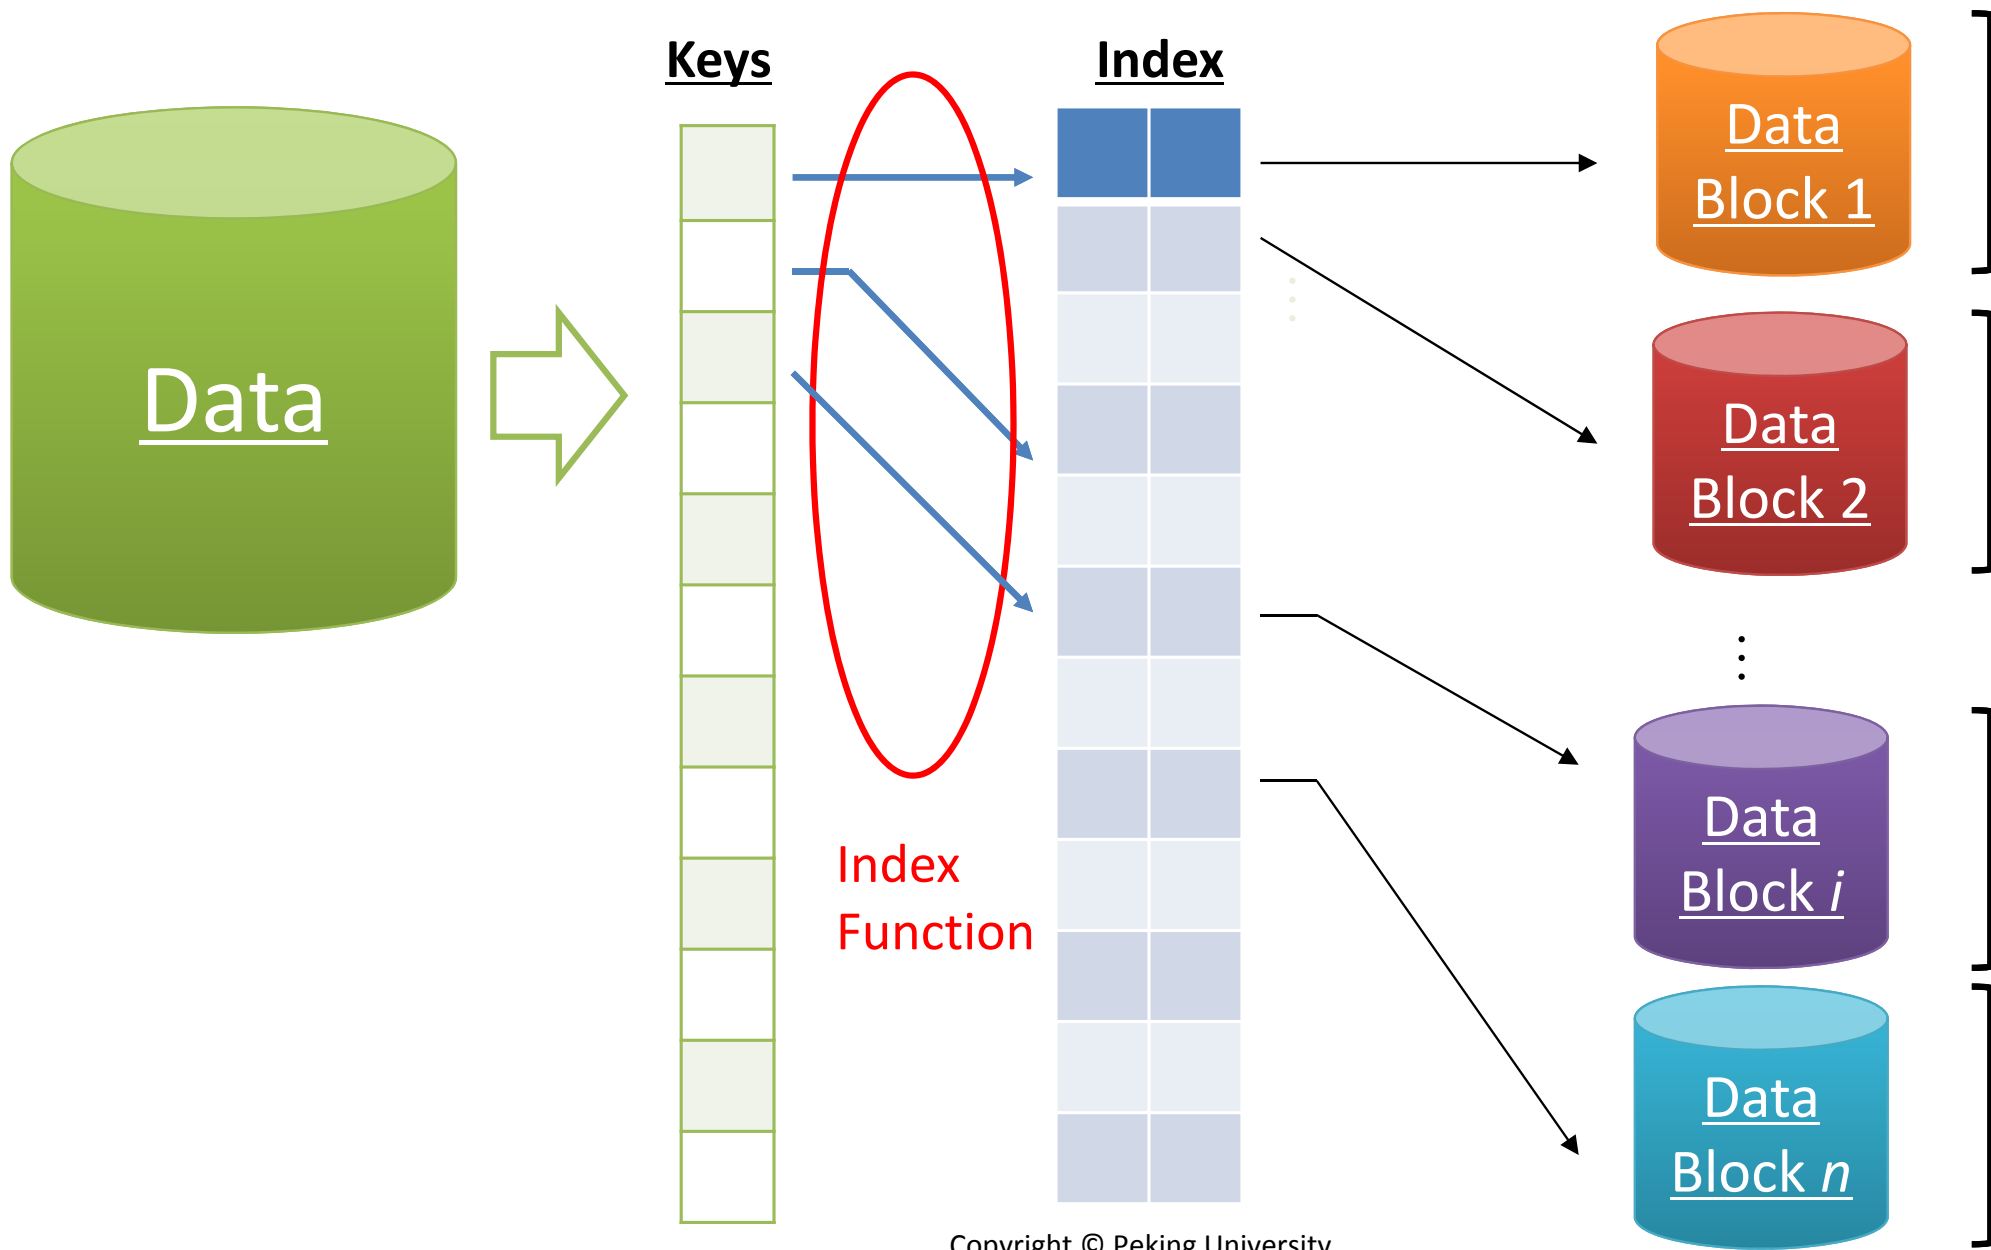 Keys
Index
Data
Data
Block 1
Data
Block 2
⋮
Data
Block i
Data
Block n
Index
Function
Copyright © Peking University